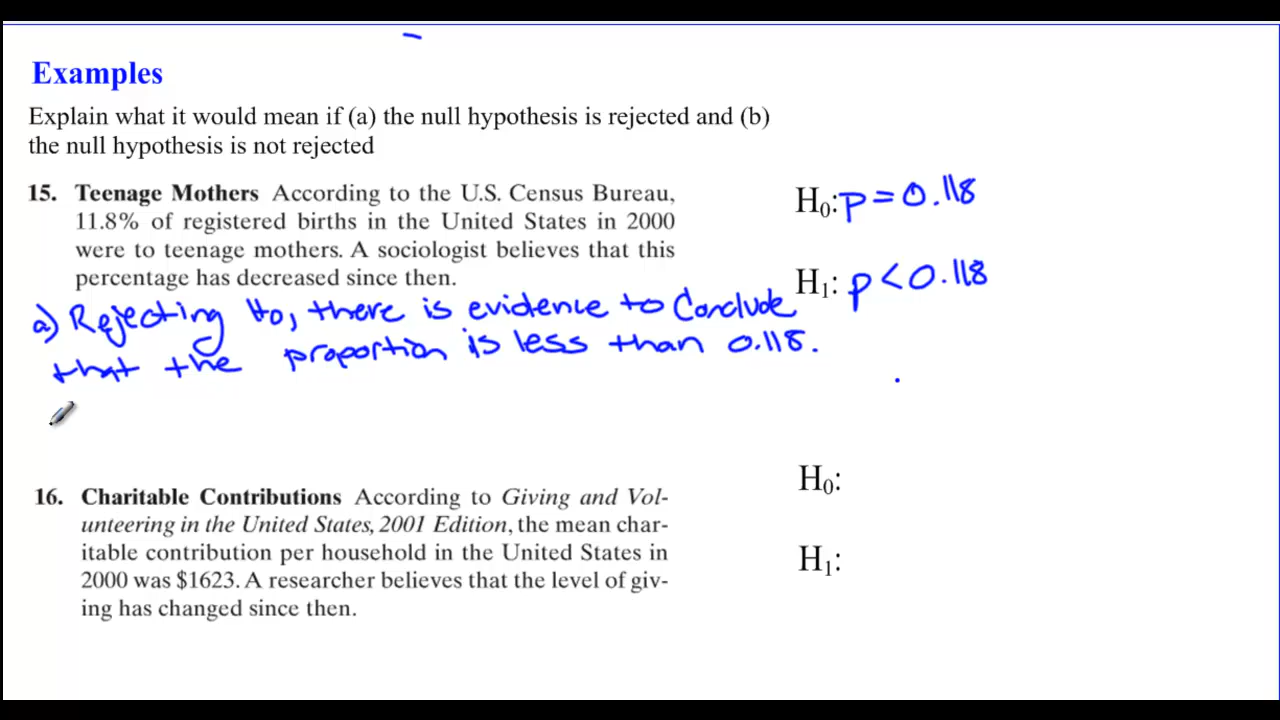 Examples
Explain what it would mean if (a) the null hypothesis is rejected and (b)
the null hypothesis is not rejected
15. Teenage Mothers According to the U.S. Census Bureau,
11.8% of registered births in the United States in 2000
were to teenage mothers. A sociologist believes that this
percentage has decreased since then.
H₀: p = 0.118
H₁: p < 0.118
a) Rejecting H₀, there is evidence to Conclude
that the proportion is less than 0.118.
16. Charitable Contributions According to Giving and Vol-
unteering in the United States, 2001 Edition, the mean char-
itable contribution per household in the United States in
2000 was $1623. A researcher believes that the level of giv-
ing has changed since then.
H₀:
H₁: